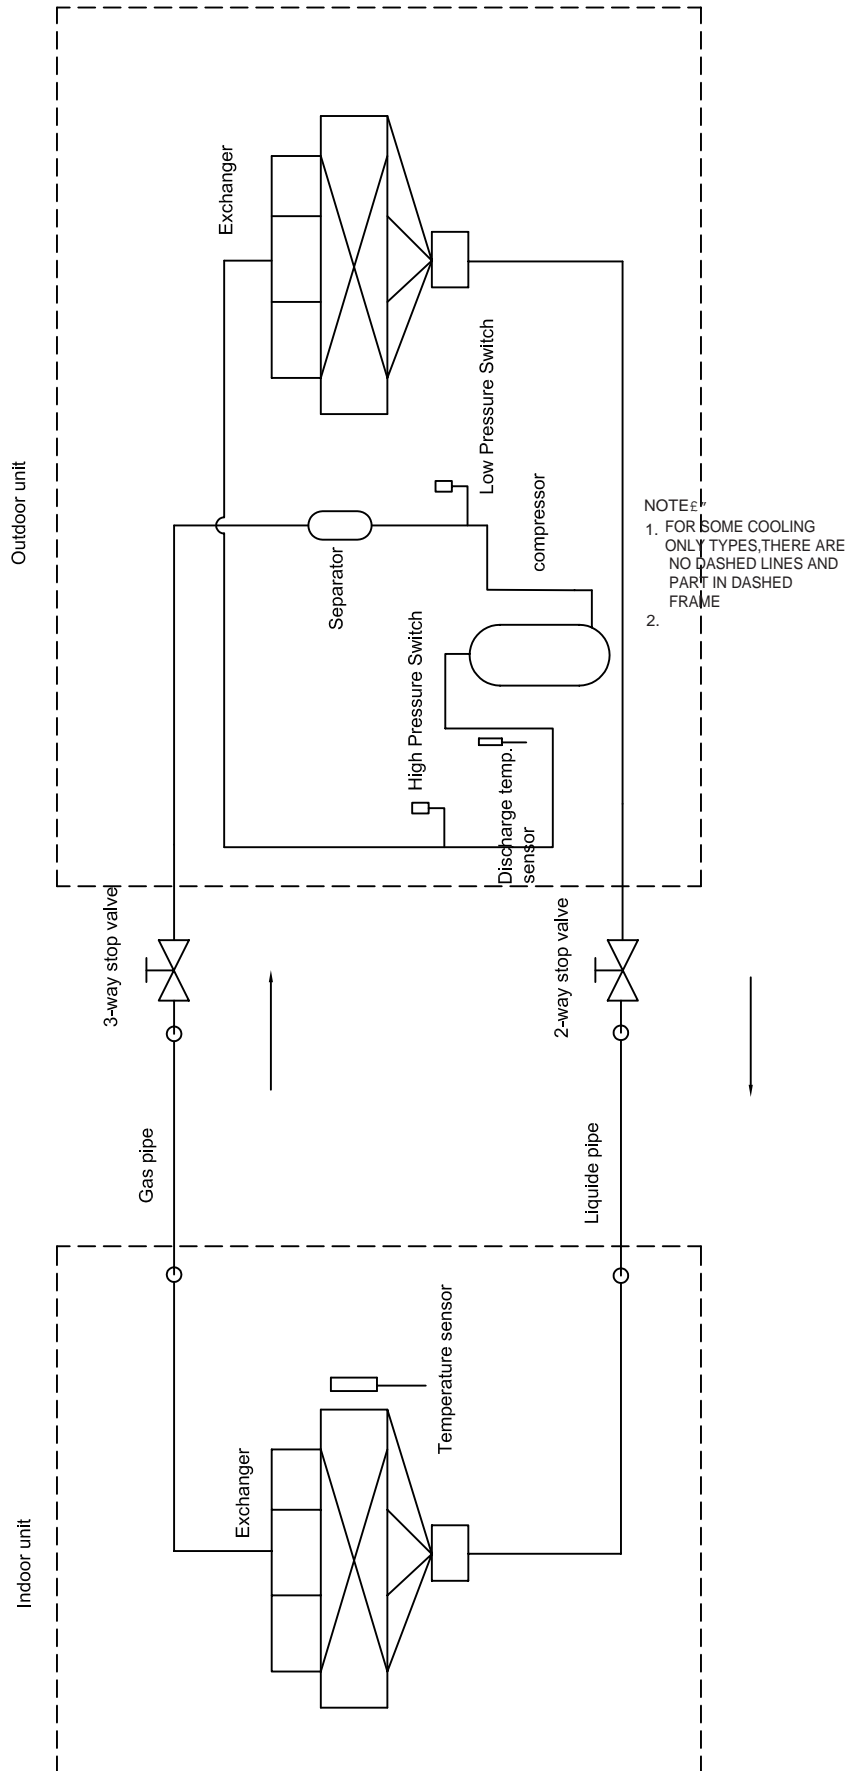 Exchanger
Low Pressure Switch
Outdoor unit
compressor
Separator
NOTE£º
1. FOR SOME COOLING
ONLY TYPES,THERE ARE
NO DASHED LINES AND
PART IN DASHED
FRAME
2.
High Pressure Switch
Discharge temp.
sensor
3-way stop valve
2-way stop valve
Gas pipe
Liquide pipe
Temperature sensor
Exchanger
Indoor unit